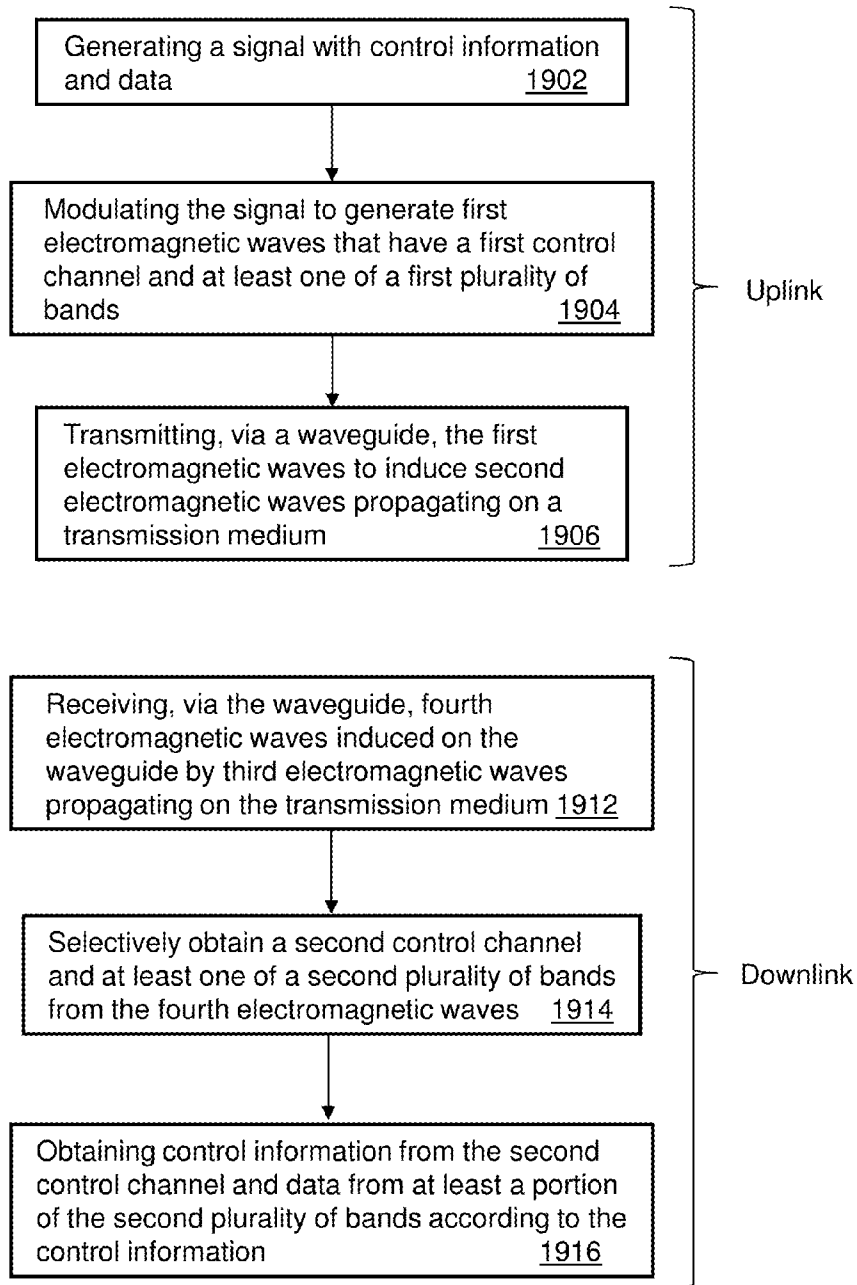 Generating a signal with control information
and data 1902
Modulating the signal to generate first
electromagnetic waves that have a first control
channel and at least one of a first plurality of
bands 1904
Uplink
Transmitting, via a waveguide, the first
electromagnetic waves to induce second
electromagnetic waves propagating on a
transmission medium 1906
Receiving, via the waveguide, fourth
electromagnetic waves induced on the
waveguide by third electromagnetic waves
propagating on the transmission medium 1912
Selectively obtain a second control channel
and at least one of a second plurality of bands
from the fourth electromagnetic waves 1914
Downlink
Obtaining control information from the second
control channel and data from at least a portion
of the second plurality of bands according to the
control information 1916